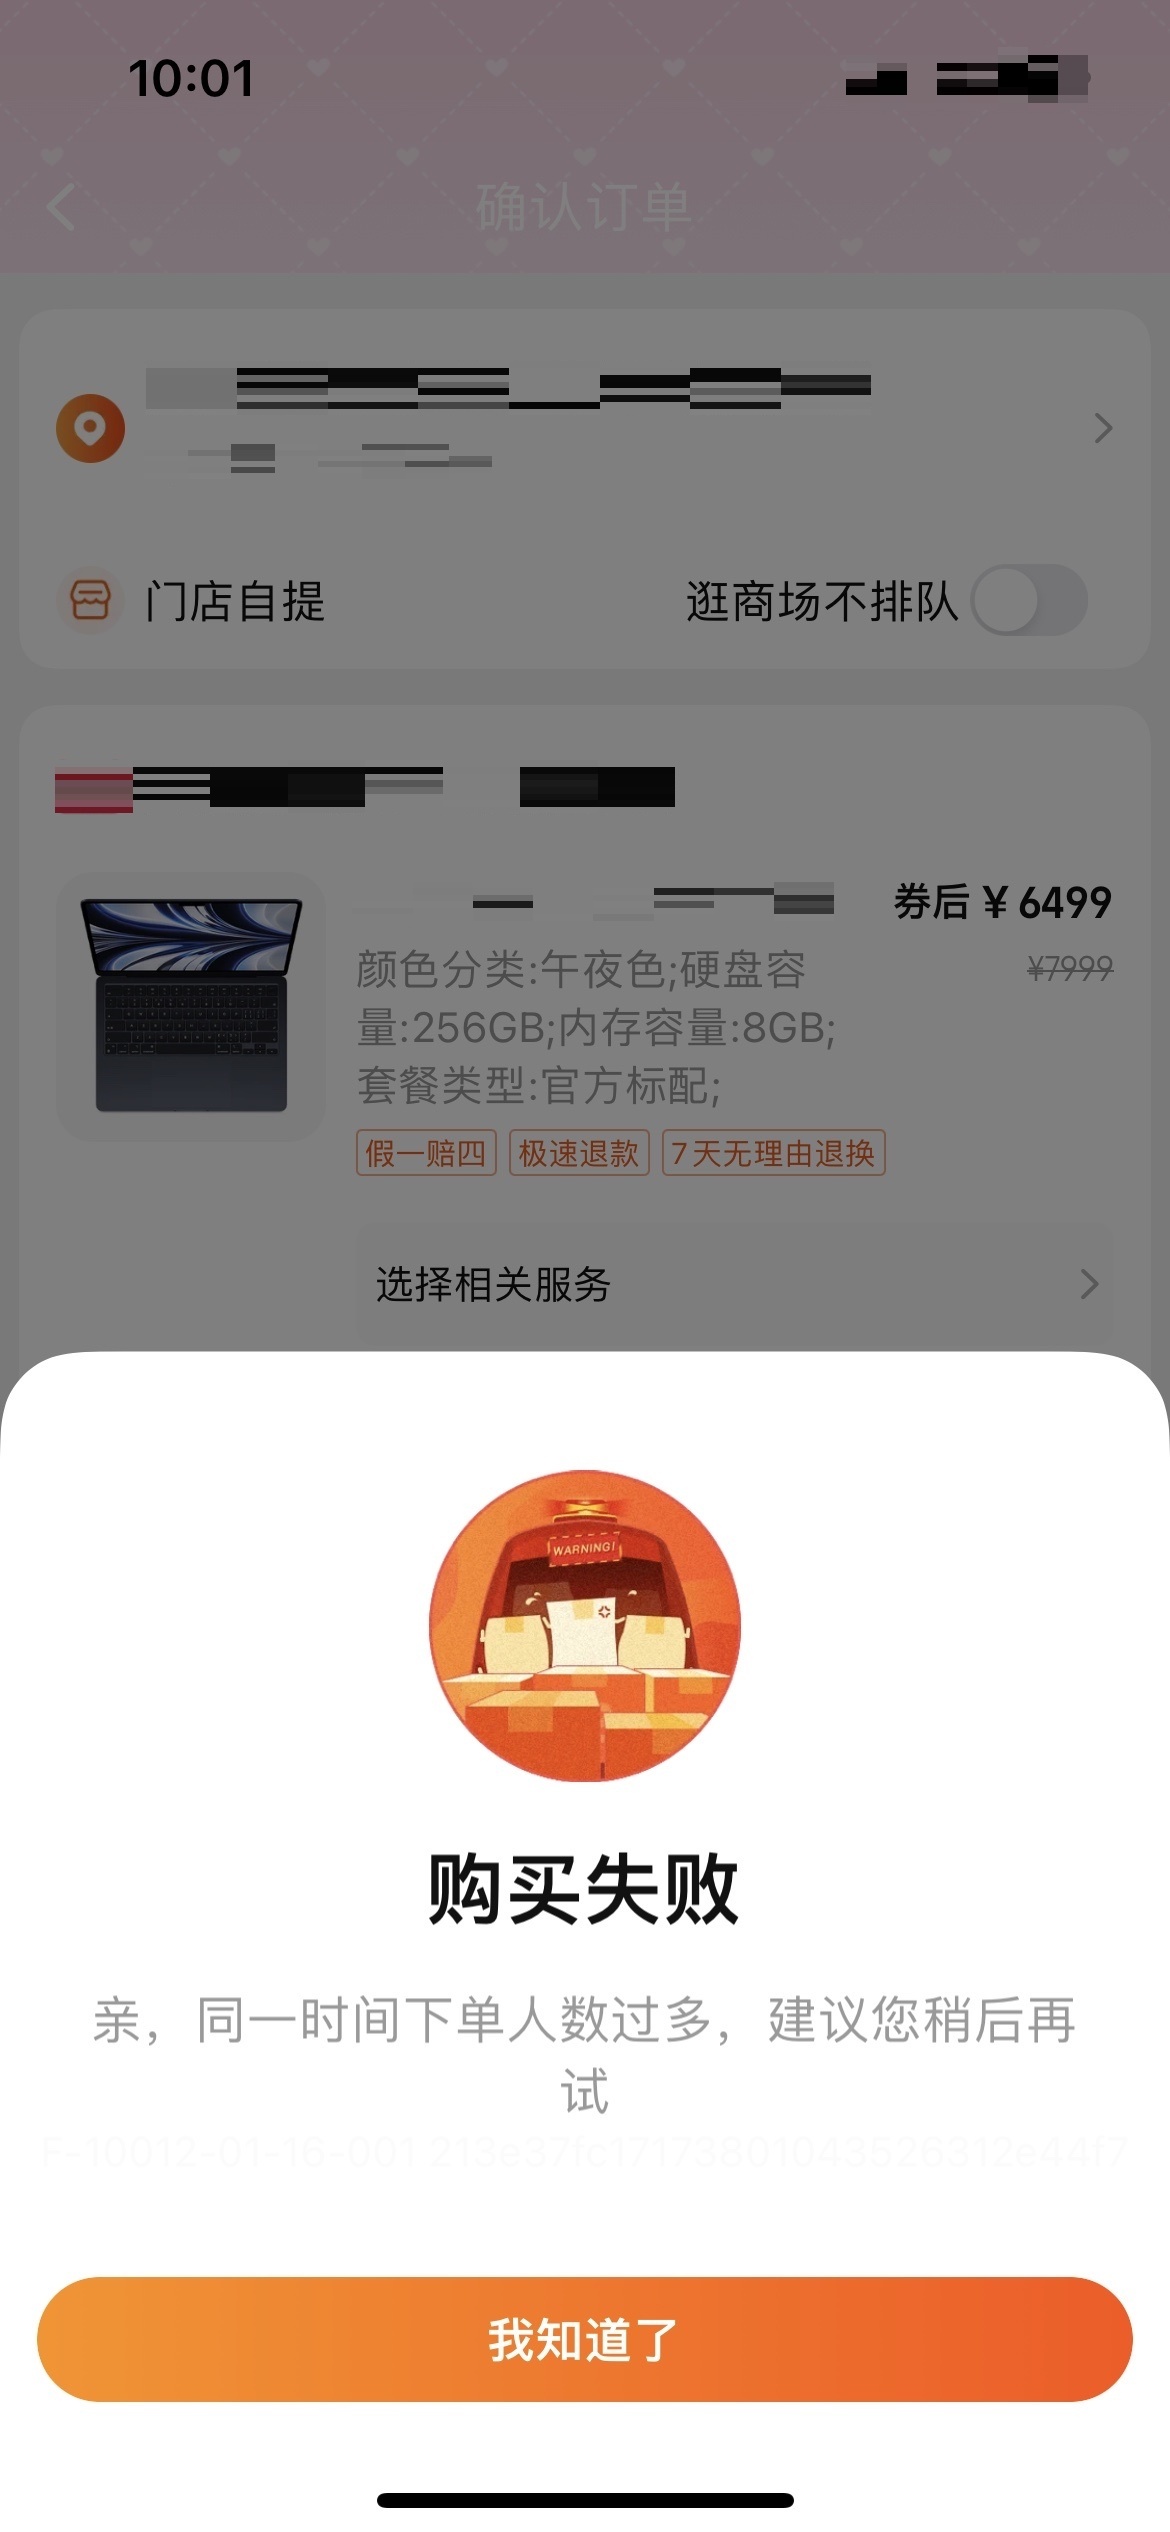 10:01
确认订单
门店自提
逛商场不排队
券后 ¥ 6499
¥7999
颜色分类:午夜色;硬盘容
量:256GB;内存容量:8GB;
套餐类型:官方标配;
假一赔四 极速退款 7天无理由退换
选择相关服务
WARNING!
购买失败
亲，同一时间下单人数过多，建议您稍后再
试
F-10012-01-16-001 213e37fc17173801043526312e44f7
我知道了